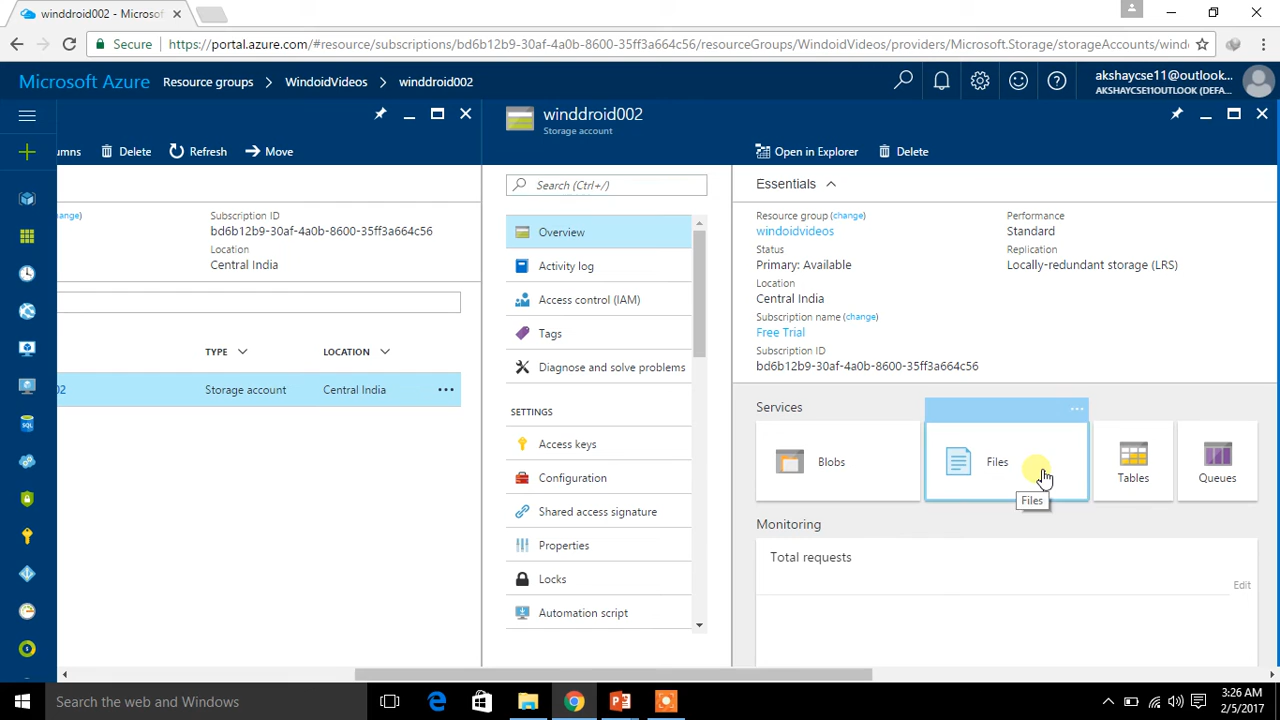 winddroid002 - Microsoft
Secure
https://portal.azure.com/#resource/subscriptions/bd6b12b9-30af-4a0b-8600-35ff3a664c56/resourceGroups/WindoidVideos/providers/Microsoft.Storage/storageAccounts/wind
Microsoft Azure Resource groups > WindoidVideos > winddroid002
akshaycse11@outlook...
AKSHAYCSE11OUTLOOK (DEFA...
winddroid002
Storage account
umns Delete Refresh Move
Open in Explorer Delete
ange)
Subscription ID
bd6b12b9-30af-4a0b-8600-35ff3a664c56
Location
Central India
TYPE LOCATION
02 Storage account Central India ...
Search (Ctrl+/)
Overview
Activity log
Access control (IAM)
Tags
Diagnose and solve problems
SETTINGS
Access keys
Configuration
Shared access signature
Properties
Locks
Automation script
Essentials
Resource group (change)
windoidvideos
Status
Primary: Available
Location
Central India
Subscription name (change)
Free Trial
Subscription ID
bd6b12b9-30af-4a0b-8600-35ff3a664c56
Performance
Standard
Replication
Locally-redundant storage (LRS)
Services
...
Blobs
Files
Tables
Queues
Files
Monitoring
Total requests
Edit
Search the web and Windows
3:26 AM
2/5/2017